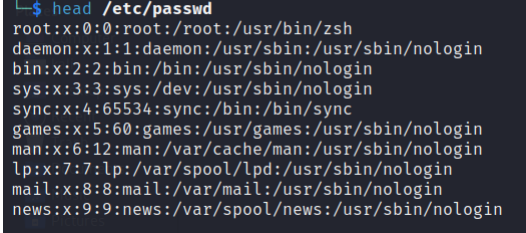 └─$ head /etc/passwd
root:x:0:0:root:/root:/usr/bin/zsh
daemon:x:1:1:daemon:/usr/sbin:/usr/sbin/nologin
bin:x:2:2:bin:/bin:/usr/sbin/nologin
sys:x:3:3:sys:/dev:/usr/sbin/nologin
sync:x:4:65534:sync:/bin:/bin/sync
games:x:5:60:games:/usr/games:/usr/sbin/nologin
man:x:6:12:man:/var/cache/man:/usr/sbin/nologin
lp:x:7:7:lp:/var/spool/lpd:/usr/sbin/nologin
mail:x:8:8:mail:/var/mail:/usr/sbin/nologin
news:x:9:9:news:/var/spool/news:/usr/sbin/nologin